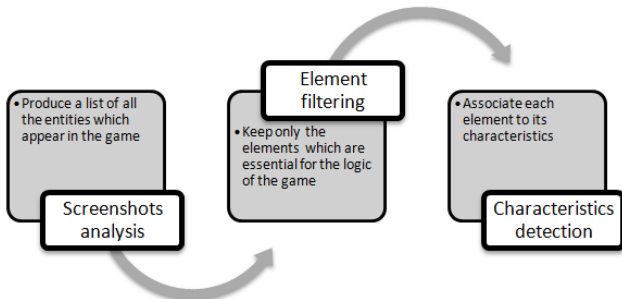 • Produce a list of all
the entities which
appear in the game
Screenshots
analysis
Element
filtering
• Keep only the
elements which are
essential for the logic
of the game
• Associate each
element to its
characteristics
Characteristics
detection